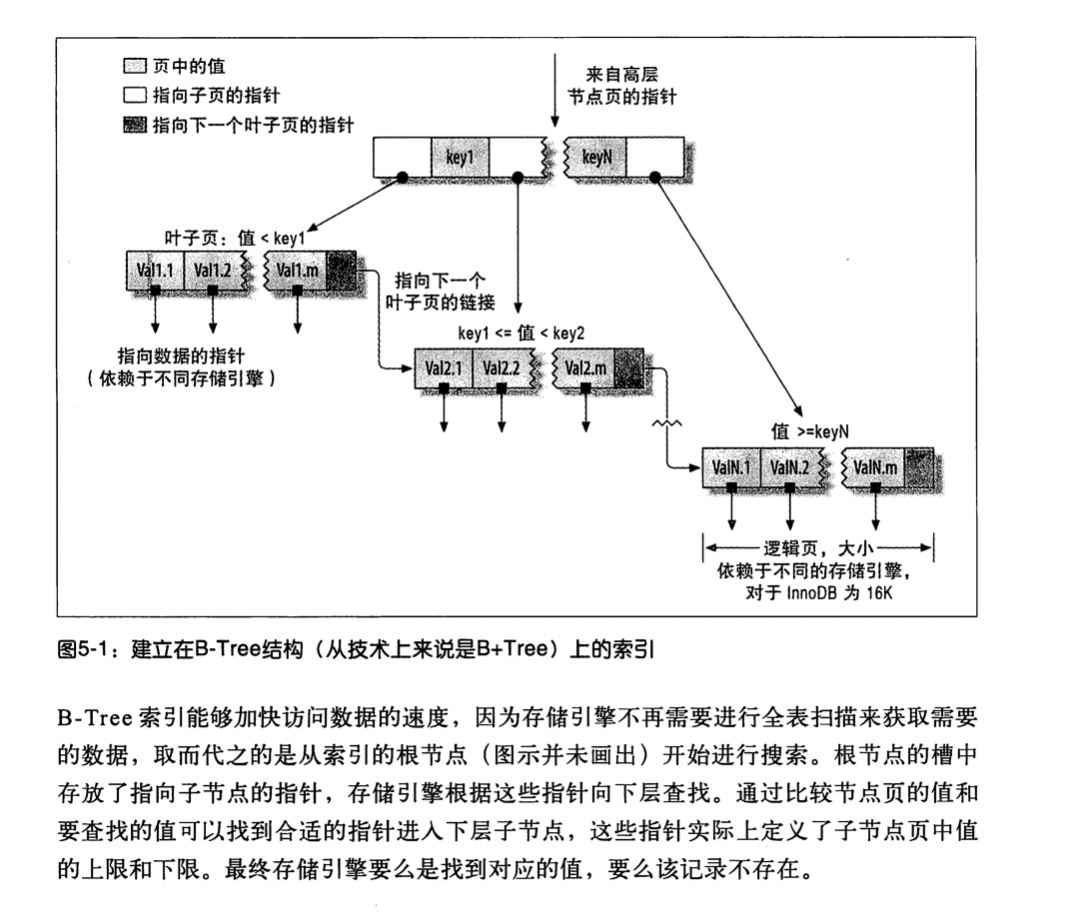 页中的值
指向子页的指针
指向下一个叶子页的指针
来自高层
节点页的指针
key1
keyN
叶子页：值 < key1
Val1.1
Val1.2
Val1.m
指向下一个
叶子页的链接
指向数据的指针
（依赖于不同存储引擎）
key1 <= 值 < key2
Val2.1
Val2.2
Val2.m
值 >=keyN
ValN.1
ValN.2
ValN.m
逻辑页，大小
依赖于不同的存储引擎，
对于 InnoDB 为 16K
图5-1：建立在B-Tree结构（从技术上来说是B+Tree）上的索引
B-Tree 索引能够加快访问数据的速度，因为存储引擎不再需要进行全表扫描来获取需要
的数据，取而代之的是从索引的根节点（图示并未画出）开始进行搜索。根节点的槽中
存放了指向子节点的指针，存储引擎根据这些指针向下层查找。通过比较节点页的值和
要查找的值可以找到合适的指针进入下层子节点，这些指针实际上定义了子节点页中值
的上限和下限。最终存储引擎要么是找到对应的值，要么该记录不存在。